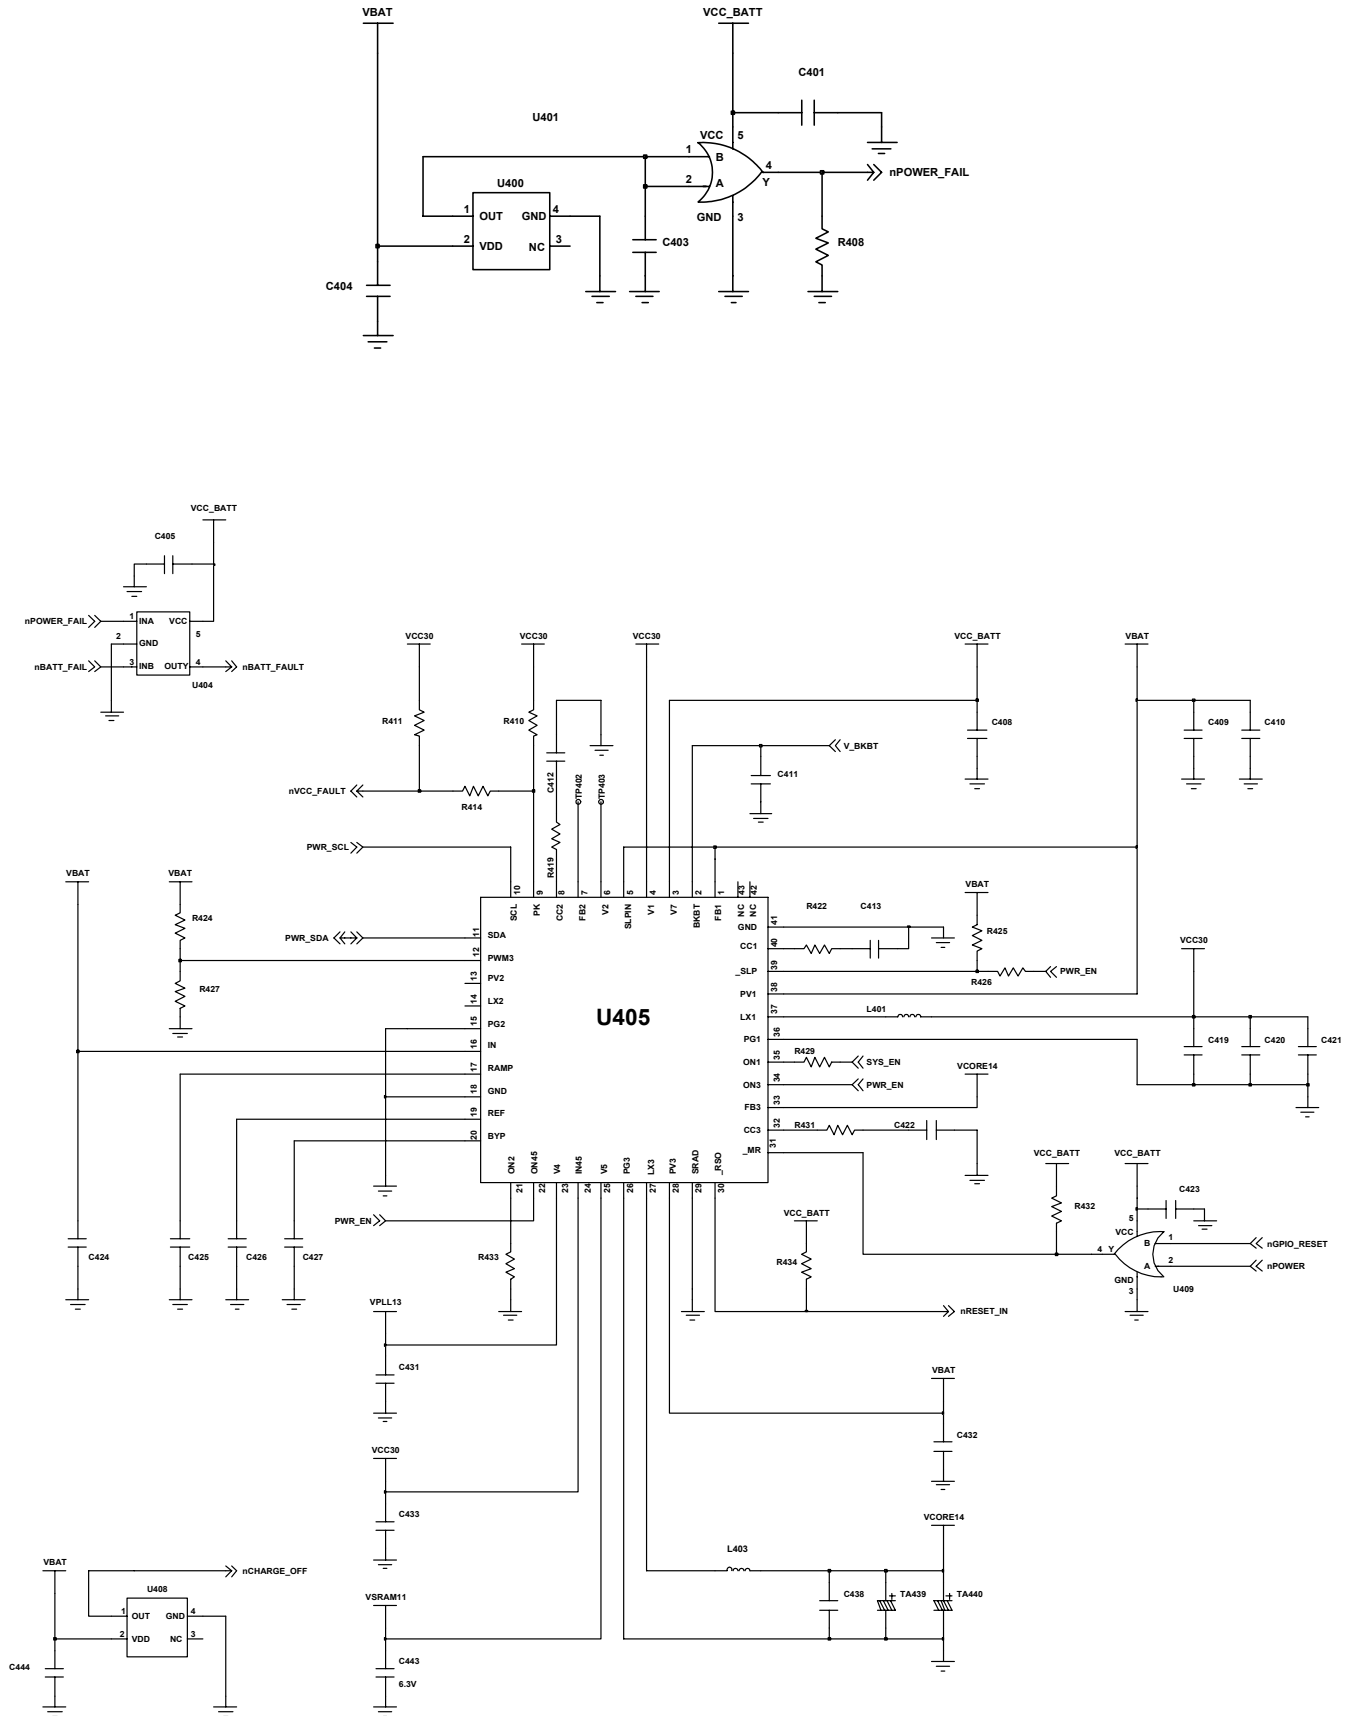 VBAT
VCC_BATT
C401
U401
VCC 5
1 B
4
nPOWER_FAIL
2 A
Y
U400
GND 3
1 OUT GND 4
2 VDD NC 3
C403
R408
C404
VCC_BATT
C405
nPOWER_FAIL 1 INA VCC
2 GND 5
nBATT_FAIL 3 INB OUTY 4 nBATT_FAULT
U404
VCC30
VCC30
VCC30
VCC_BATT
VBAT
R411
R410
C408
C409
C410
V_BKBT
C411
C412
OTP402
OTP403
nVCC_FAULT
R414
R419
PWR_SCL
VBAT
VBAT
10 9 8 7 6 5 4 3 2 1 43 42
SCL PK CC2 FB2 V2 SLPIN V1 V7 BKBT FB1 NC NC
R424
R422
C413
VBAT
R425
GND 41
PWR_SDA
11 SDA
CC1 40
VCC30
12 PWM3
_SLP 39
PWR_EN
R426
R427
13 PV2
PV1 38
14 LX2
U405
LX1 37
L401
15 PG2
PG1 36
16 IN
R429
C419
C420
C421
ON1 35
SYS_EN
17 RAMP
ON3 34
PWR_EN
VCORE14
18 GND
FB3 33
19 REF
CC3 32
R431
C422
20 BYP
_MR 31
ON2 ON45 V4 IN45 V5 PG3 LX3 PV3 SRAD _RSO
21 22 23 24 25 26 27 28 29 30
VCC_BATT
VCC_BATT
C423
R432
PWR_EN
VCC_BATT
5
VCC
B 1
nGPIO_RESET
4 Y
A 2
nPOWER
GND
3
U409
C424
C425
C426
C427
R433
R434
VPLL13
nRESET_IN
C431
VBAT
C432
VCC30
C433
VCORE14
L403
VBAT
nCHARGE_OFF
U408
1 OUT GND 4
2 VDD NC 3
C444
VSRAM11
C438
+ TA439
+ TA440
C443
6.3V